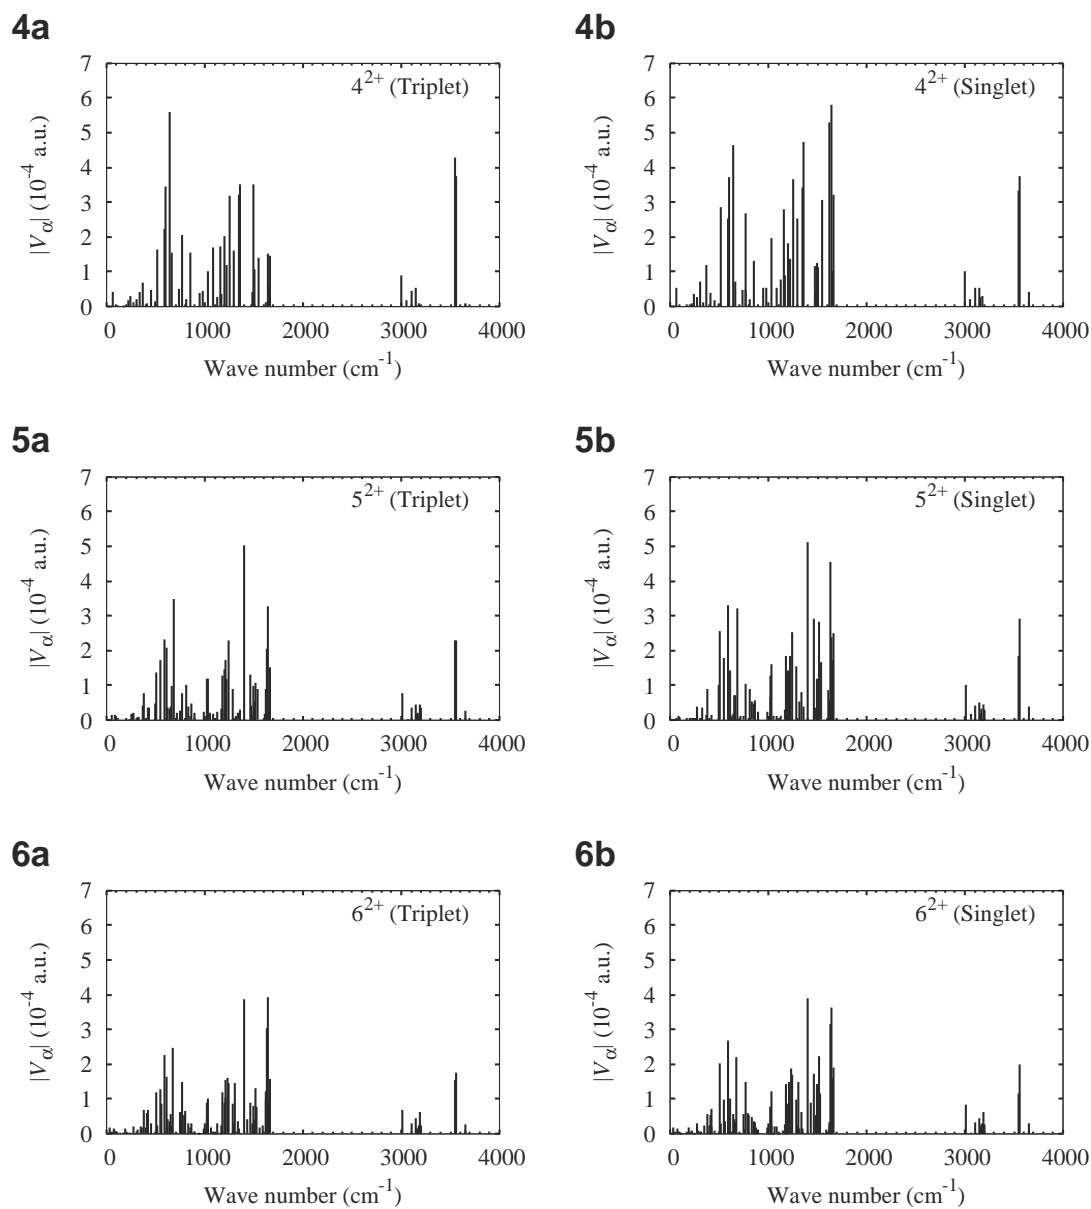 4a
4b
7
6
5
4
3
2
1
0
|Vα| (10-4 a.u.)
42+ (Triplet)
0 1000 2000 3000 4000
Wave number (cm-1)
7
6
5
4
3
2
1
0
|Vα| (10-4 a.u.)
42+ (Singlet)
0 1000 2000 3000 4000
Wave number (cm-1)
5a
5b
7
6
5
4
3
2
1
0
|Vα| (10-4 a.u.)
52+ (Triplet)
0 1000 2000 3000 4000
Wave number (cm-1)
7
6
5
4
3
2
1
0
|Vα| (10-4 a.u.)
52+ (Singlet)
0 1000 2000 3000 4000
Wave number (cm-1)
6a
6b
7
6
5
4
3
2
1
0
|Vα| (10-4 a.u.)
62+ (Triplet)
0 1000 2000 3000 4000
Wave number (cm-1)
7
6
5
4
3
2
1
0
|Vα| (10-4 a.u.)
62+ (Singlet)
0 1000 2000 3000 4000
Wave number (cm-1)